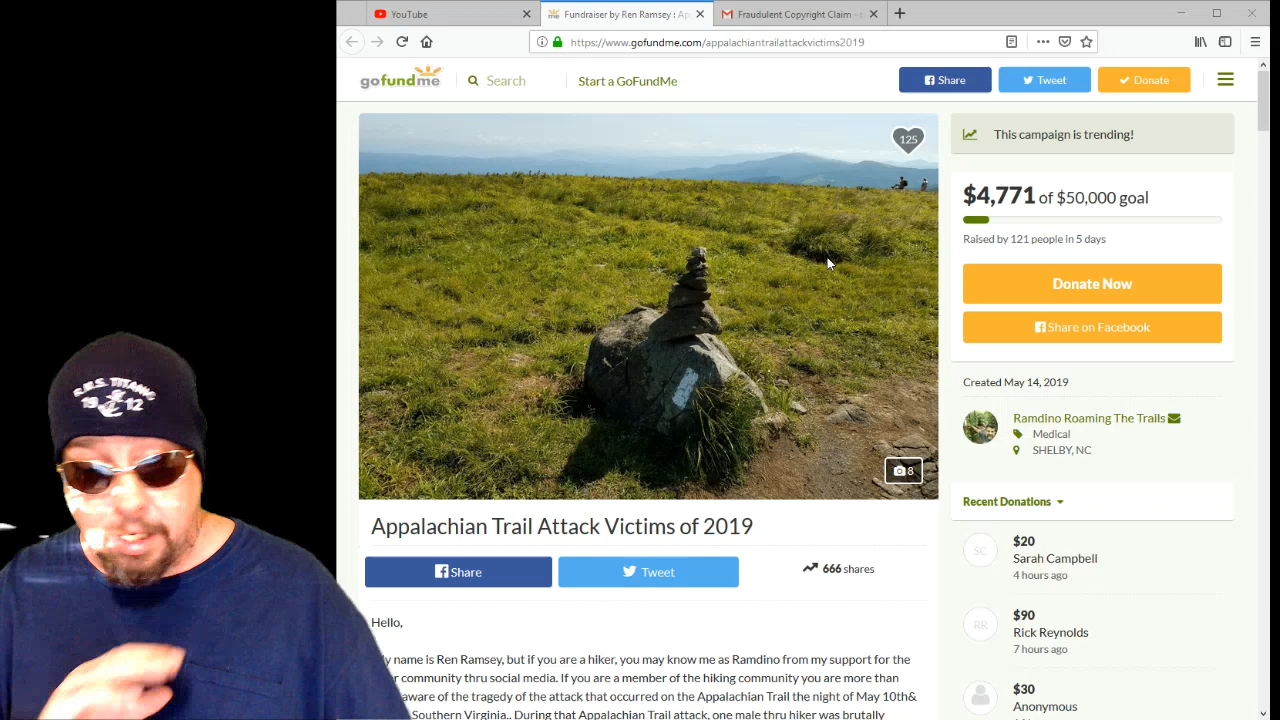 YouTube
Fundraiser by Ren Ramsey :
Fraudulent Copyright Claim -
https://www.gofundme.com/appalachiantrailattackvictims2019
gofundme
Search
Start a GoFundMe
Share
Tweet
Donate
125
8
This campaign is trending!
$4,771 of $50,000 goal
Raised by 121 people in 5 days
Donate Now
Share on Facebook
Created May 14, 2019
Ramdino Roaming The Trails
Medical
SHELBY, NC
Recent Donations
SC
$20
Sarah Campbell
4 hours ago
RR
$90
Rick Reynolds
7 hours ago
$30
Anonymous
Appalachian Trail Attack Victims of 2019
Share
Tweet
666 shares
Hello,
name is Ren Ramsey, but if you are a hiker, you may know me as Ramdino from my support for the
community thru social media. If you are a member of the hiking community you are more than
aware of the tragedy of the attack that occurred on the Appalachian Trail the night of May 10th&
Southern Virginia.. During that Appalachian Trail attack, one male thru hiker was brutally
TITANIC
19 12